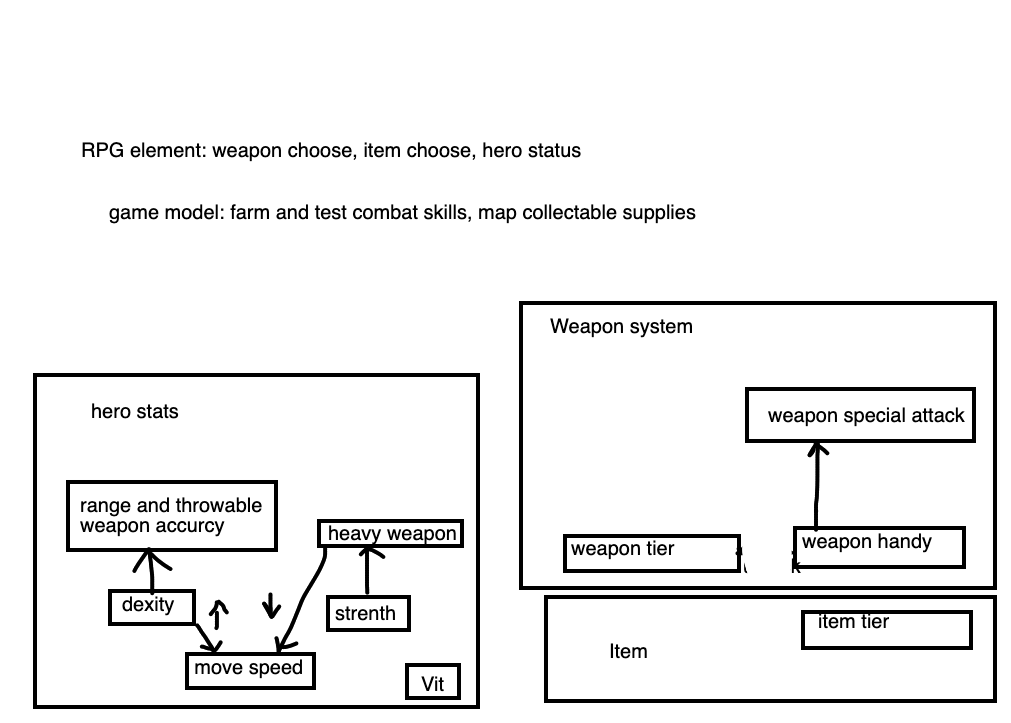 RPG element: weapon choose, item choose, hero status
game model: farm and test combat skills, map collectable supplies
Weapon system
weapon special attack
weapon tier
weapon handy
hero stats
range and throwable
weapon accurcy
heavy weapon
dexity
strenth
move speed
Vit
Item
item tier